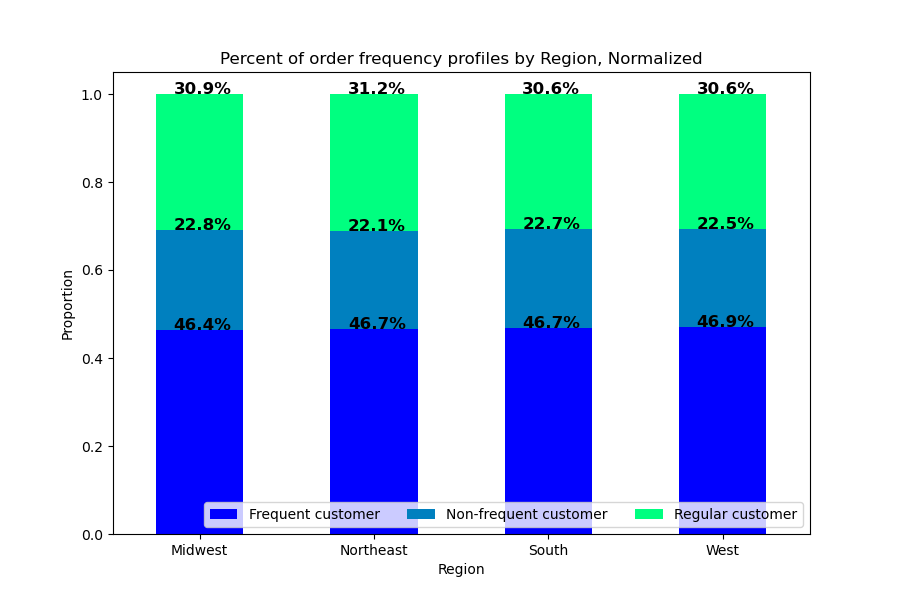 Percent of order frequency profiles by Region, Normalized
Proportion
1.0
0.8
0.6
0.4
0.2
0.0
30.9% 31.2% 30.6% 30.6%
22.8% 22.1% 22.7% 22.5%
46.4% 46.7% 46.7% 46.9%
Frequent customer Non-frequent customer Regular customer
Midwest Northeast South West
Region